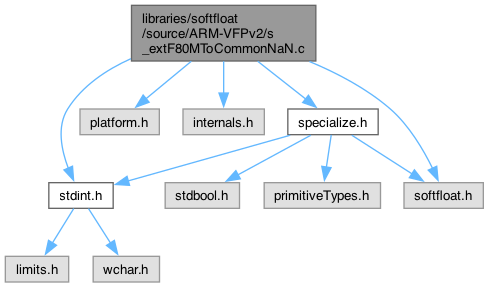 libraries/softfloat
/source/ARM-VFPv2/s
_extF80MToCommonNaN.c
platform.h
internals.h
specialize.h
stdint.h
stdbool.h
primitiveTypes.h
softfloat.h
limits.h
wchar.h